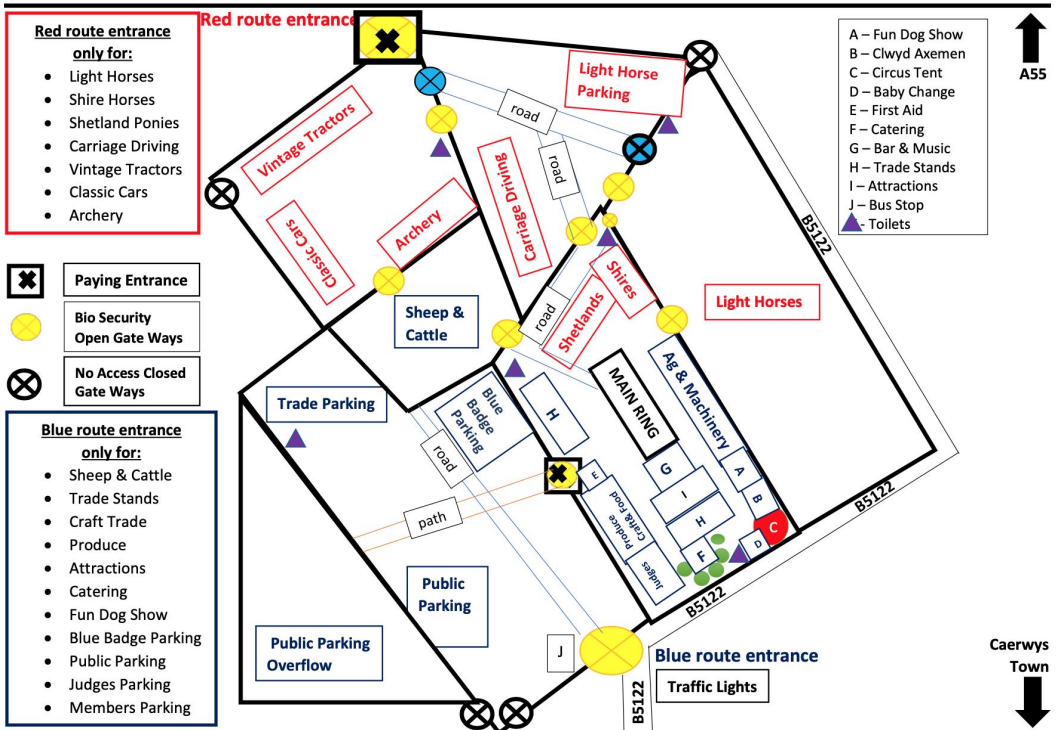 Red route entrance
Red route entrance
only for:
• Light Horses
• Shire Horses
• Shetland Ponies
• Carriage Driving
• Vintage Tractors
• Classic Cars
• Archery
Paying Entrance
Bio Security
Open Gate Ways
No Access Closed
Gate Ways
Blue route entrance
only for:
• Sheep & Cattle
• Trade Stands
• Craft Trade
• Produce
• Attractions
• Catering
• Fun Dog Show
• Blue Badge Parking
• Public Parking
• Judges Parking
• Members Parking
Vintage Tractors
Classic Cars
Archery
Carriage Driving
road
road
Light Horse
Parking
Sheep &
Cattle
road
Shetlands
Shires
Light Horses
B5122
Trade Parking
Blue
Badge
Parking
road
path
H
MAIN RING
Ag & Machinery
E
G
I
H
F
A
B
C
D
Produce
Craft& Food
Judges
B5122
B5122
Public
Parking
Public Parking
Overflow
J
Blue route entrance
Traffic Lights
B5122
A – Fun Dog Show
B – Clwyd Axemen
C – Circus Tent
D – Baby Change
E – First Aid
F – Catering
G – Bar & Music
H – Trade Stands
I – Attractions
J – Bus Stop
– Toilets
A55
Caerwys
Town